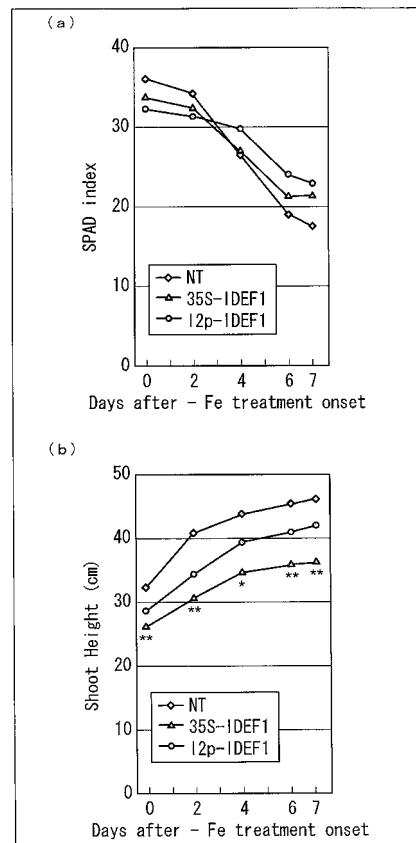 (a)
40
30
20
10
0
SPAD index
NT
35S-IDEF1
I2p-IDEF1
0 2 4 6 7
Days after - Fe treatment onset
(b)
50
40
30
20
10
0
Shoot Height (cm)
** ** * ** **
NT
35S-IDEF1
I2p-IDEF1
0 2 4 6 7
Days after - Fe treatment onset